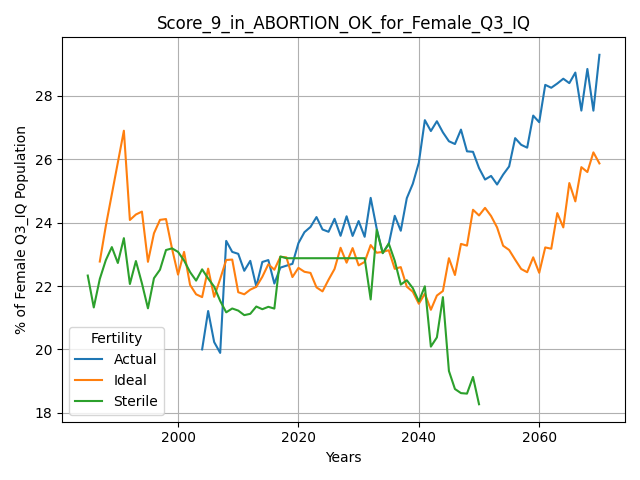 Score_9_in_ABORTION_OK_for_Female_Q3_IQ
% of Female Q3_IQ Population
28
26
24
22
20
18
Fertility
Actual
Ideal
Sterile
2000 2020 2040 2060
Years